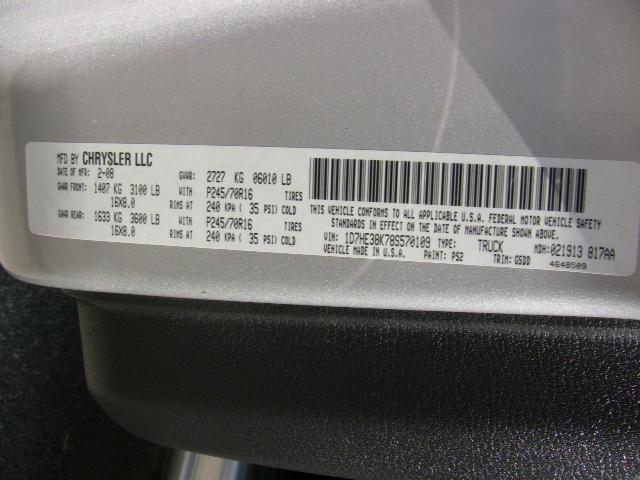 MFD BY CHRYSLER LLC
DATE OF MFR: 2-08 GVWR: 2727 KG 06010 LB
GAWR FRONT: 1407 KG 3100 LB WITH P245/70R16 TIRES
16X8.0 RIMS AT 240 KPA ( 35 PSI) COLD
GAWR REAR: 1633 KG 3600 LB WITH P245/70R16 TIRES
16X8.0 RIMS AT 240 KPA ( 35 PSI) COLD
THIS VEHICLE CONFORMS TO ALL APPLICABLE U.S.A. FEDERAL MOTOR VEHICLE SAFETY
STANDARDS IN EFFECT ON THE DATE OF MANUFACTURE SHOWN ABOVE.
VIN: 1D7HE38K78S570109 TYPE: TRUCK MDH: 021913 817AA
VEHICLE MADE IN U.S.A. PAINT: PS2 TRIM: G5DD 4648509